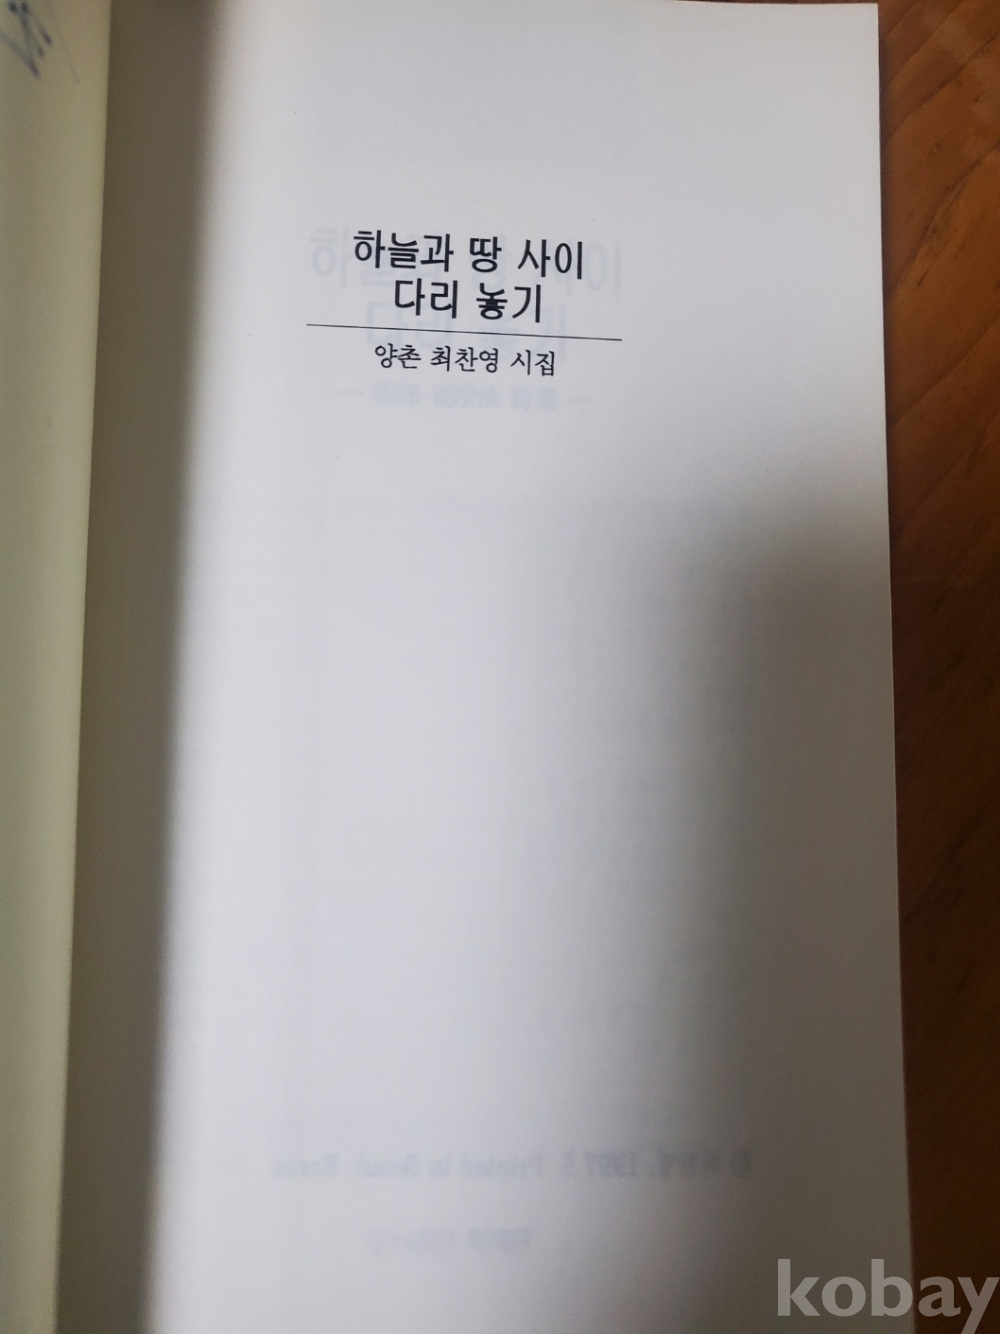 하늘과 땅 사이
다리 놓기
양촌 최찬영 시집
kobay